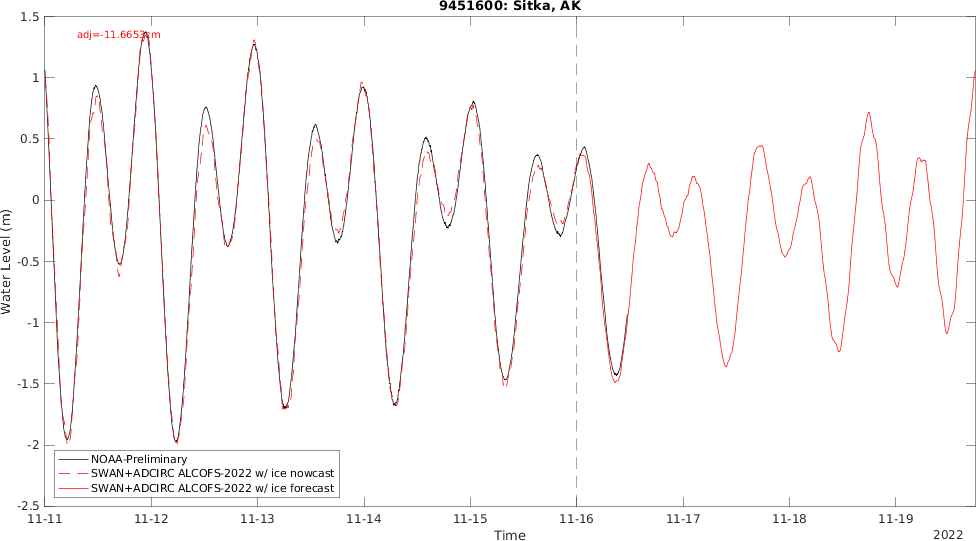 9451600: Sitka, AK
adj=-11.6653cm
1.5
1
0.5
0
-0.5
-1
-1.5
-2
-2.5
Water Level (m)
NOAA-Preliminary
SWAN+ADCIRC ALCOFS-2022 w/ ice nowcast
SWAN+ADCIRC ALCOFS-2022 w/ ice forecast
11-11 11-12 11-13 11-14 11-15 11-16 11-17 11-18 11-19
Time
2022